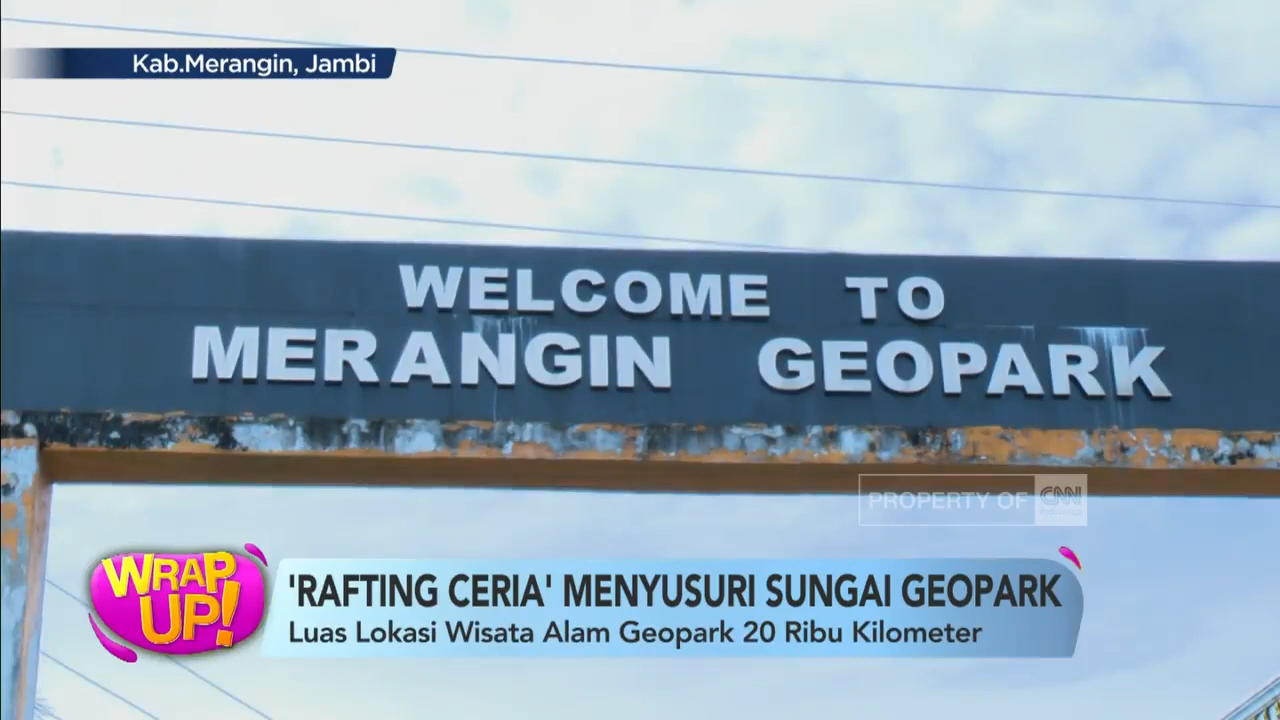 Kab.Merangin, Jambi
WELCOME TO
MERANGIN GEOPARK
PROPERTY OF CNN
WRAP
UP!
'RAFTING CERIA' MENYUSURI SUNGAI GEOPARK
Luas Lokasi Wisata Alam Geopark 20 Ribu Kilometer